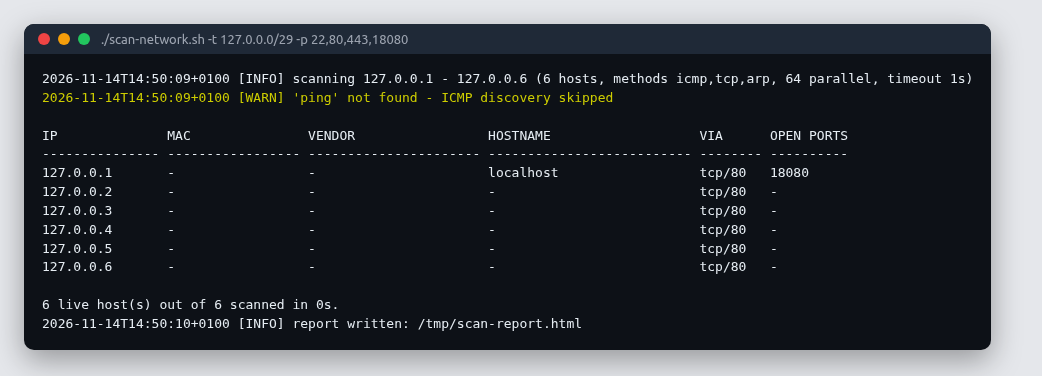 ./scan-network.sh -t 127.0.0.0/29 -p 22,80,443,18080
2026-11-14T14:50:09+0100 [INFO] scanning 127.0.0.1 - 127.0.0.6 (6 hosts, methods icmp,tcp,arp, 64 parallel, timeout 1s)
2026-11-14T14:50:09+0100 [WARN] 'ping' not found - ICMP discovery skipped
IP              MAC               VENDOR                 HOSTNAME                   VIA      OPEN PORTS
--------------- ----------------- ---------------------- -------------------------- -------- ----------
127.0.0.1       -                 -                      localhost                  tcp/80   18080
127.0.0.2       -                 -                      -                          tcp/80   -
127.0.0.3       -                 -                      -                          tcp/80   -
127.0.0.4       -                 -                      -                          tcp/80   -
127.0.0.5       -                 -                      -                          tcp/80   -
127.0.0.6       -                 -                      -                          tcp/80   -
6 live host(s) out of 6 scanned in 0s.
2026-11-14T14:50:10+0100 [INFO] report written: /tmp/scan-report.html